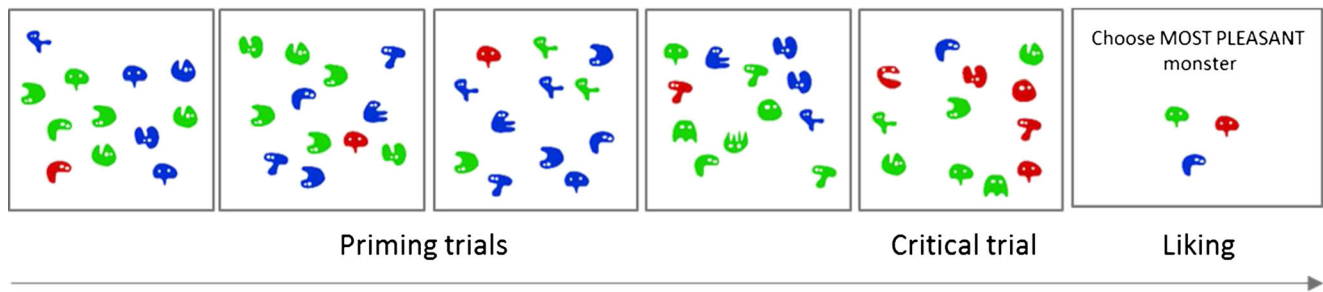 Choose MOST PLEASANT
monster
Priming trials
Critical trial
Liking